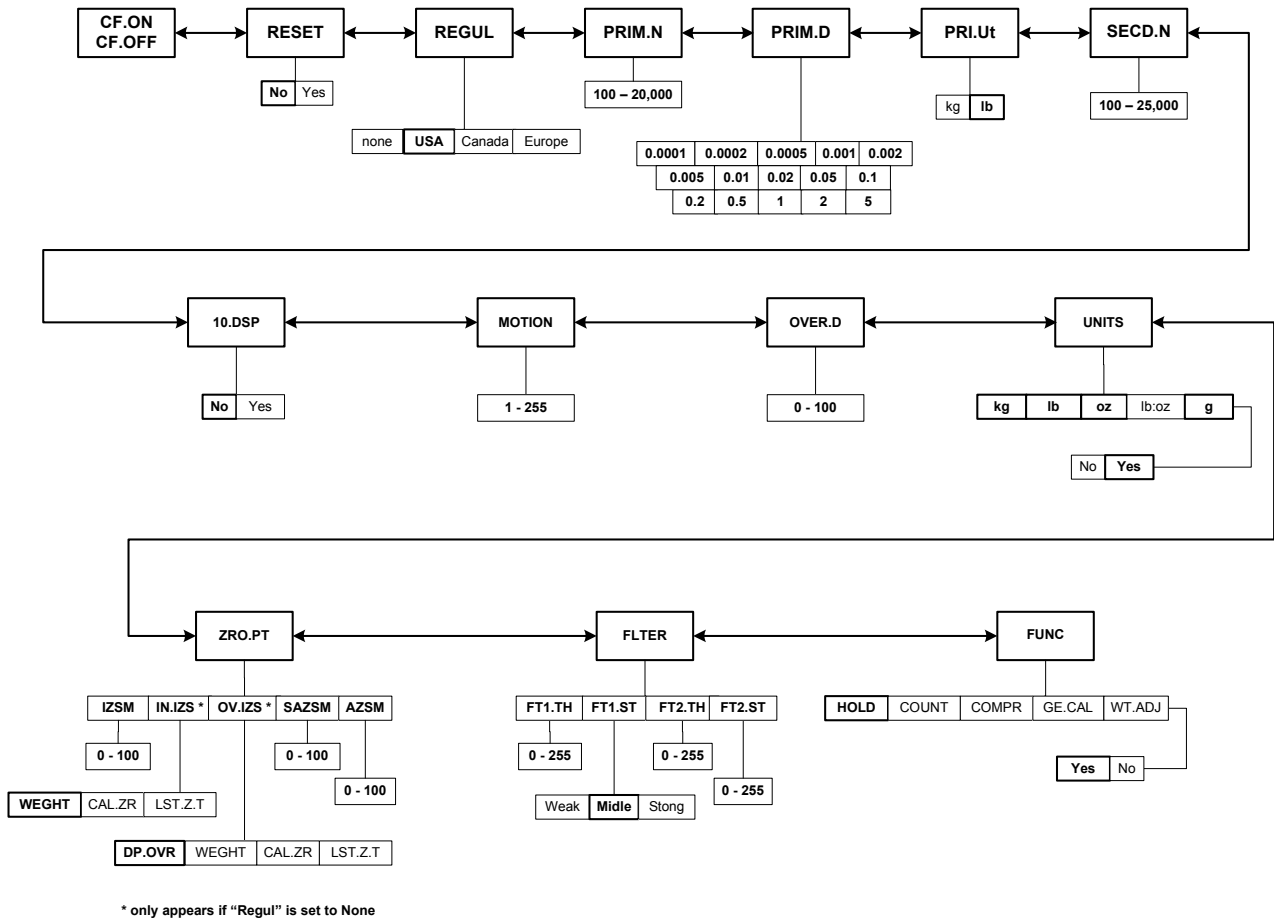 CF.ON
CF.OFF
RESET
REGUL
PRIM.N
PRIM.D
PRI.Ut
SECD.N
No Yes
none USA Canada Europe
100 – 20,000
0.0001 0.0002 0.0005 0.001 0.002
0.005 0.01 0.02 0.05 0.1
0.2 0.5 1 2 5
kg lb
100 – 25,000
10.DSP
MOTION
OVER.D
UNITS
No Yes
1 - 255
0 - 100
kg lb oz lb:oz g
No Yes
ZRO.PT
FLTER
FUNC
IZSM IN.IZS * OV.IZS * SAZSM AZSM
0 - 100
0 - 100
0 - 100
WEGHT CAL.ZR LST.Z.T
DP.OVR WEGHT CAL.ZR LST.Z.T
FT1.TH FT1.ST FT2.TH FT2.ST
0 - 255
0 - 255
0 - 255
Weak Midle Stong
HOLD COUNT COMPR GE.CAL WT.ADJ
Yes No
* only appears if “Regul” is set to None